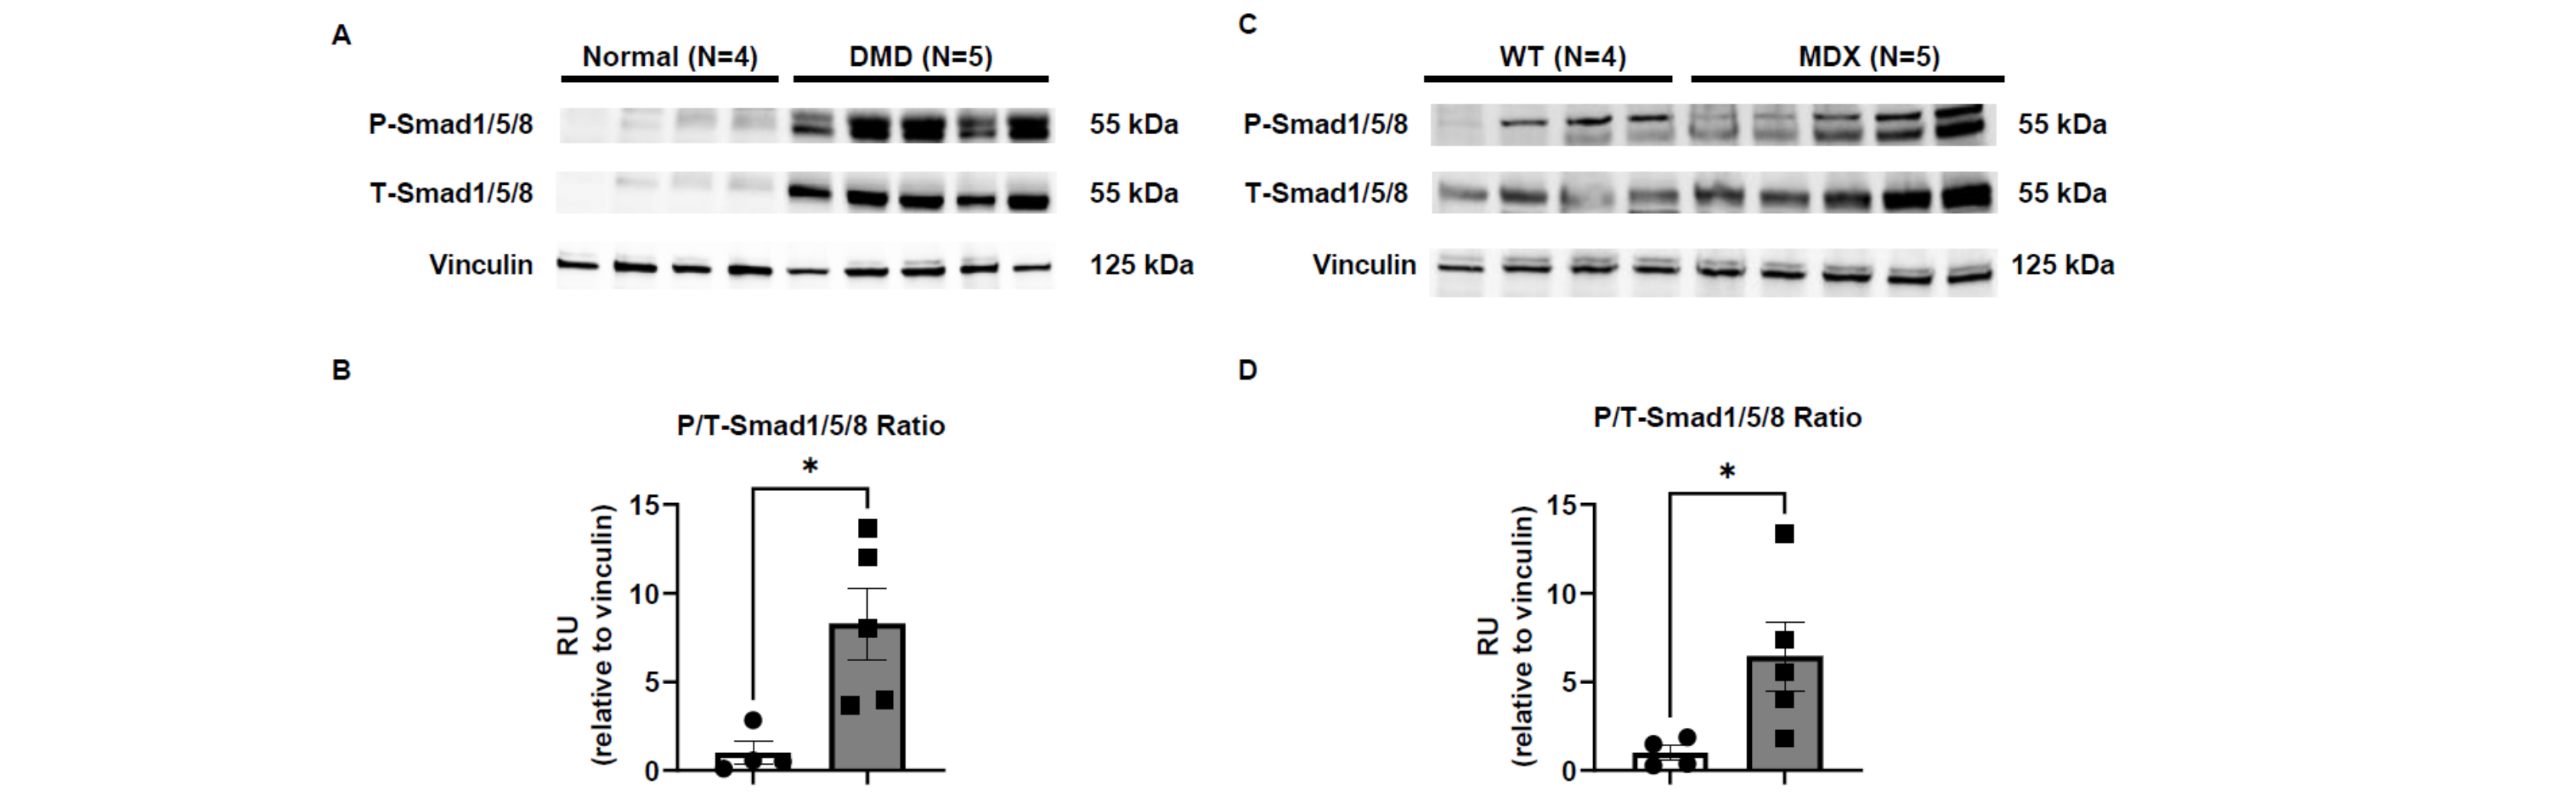 A
Normal (N=4) DMD (N=5)
P-Smad1/5/8 55 kDa
T-Smad1/5/8 55 kDa
Vinculin 125 kDa
B
P/T-Smad1/5/8 Ratio
*
15
10
5
0
RU
(relative to vinculin)
C
WT (N=4) MDX (N=5)
P-Smad1/5/8 55 kDa
T-Smad1/5/8 55 kDa
Vinculin 125 kDa
D
P/T-Smad1/5/8 Ratio
*
15
10
5
0
RU
(relative to vinculin)